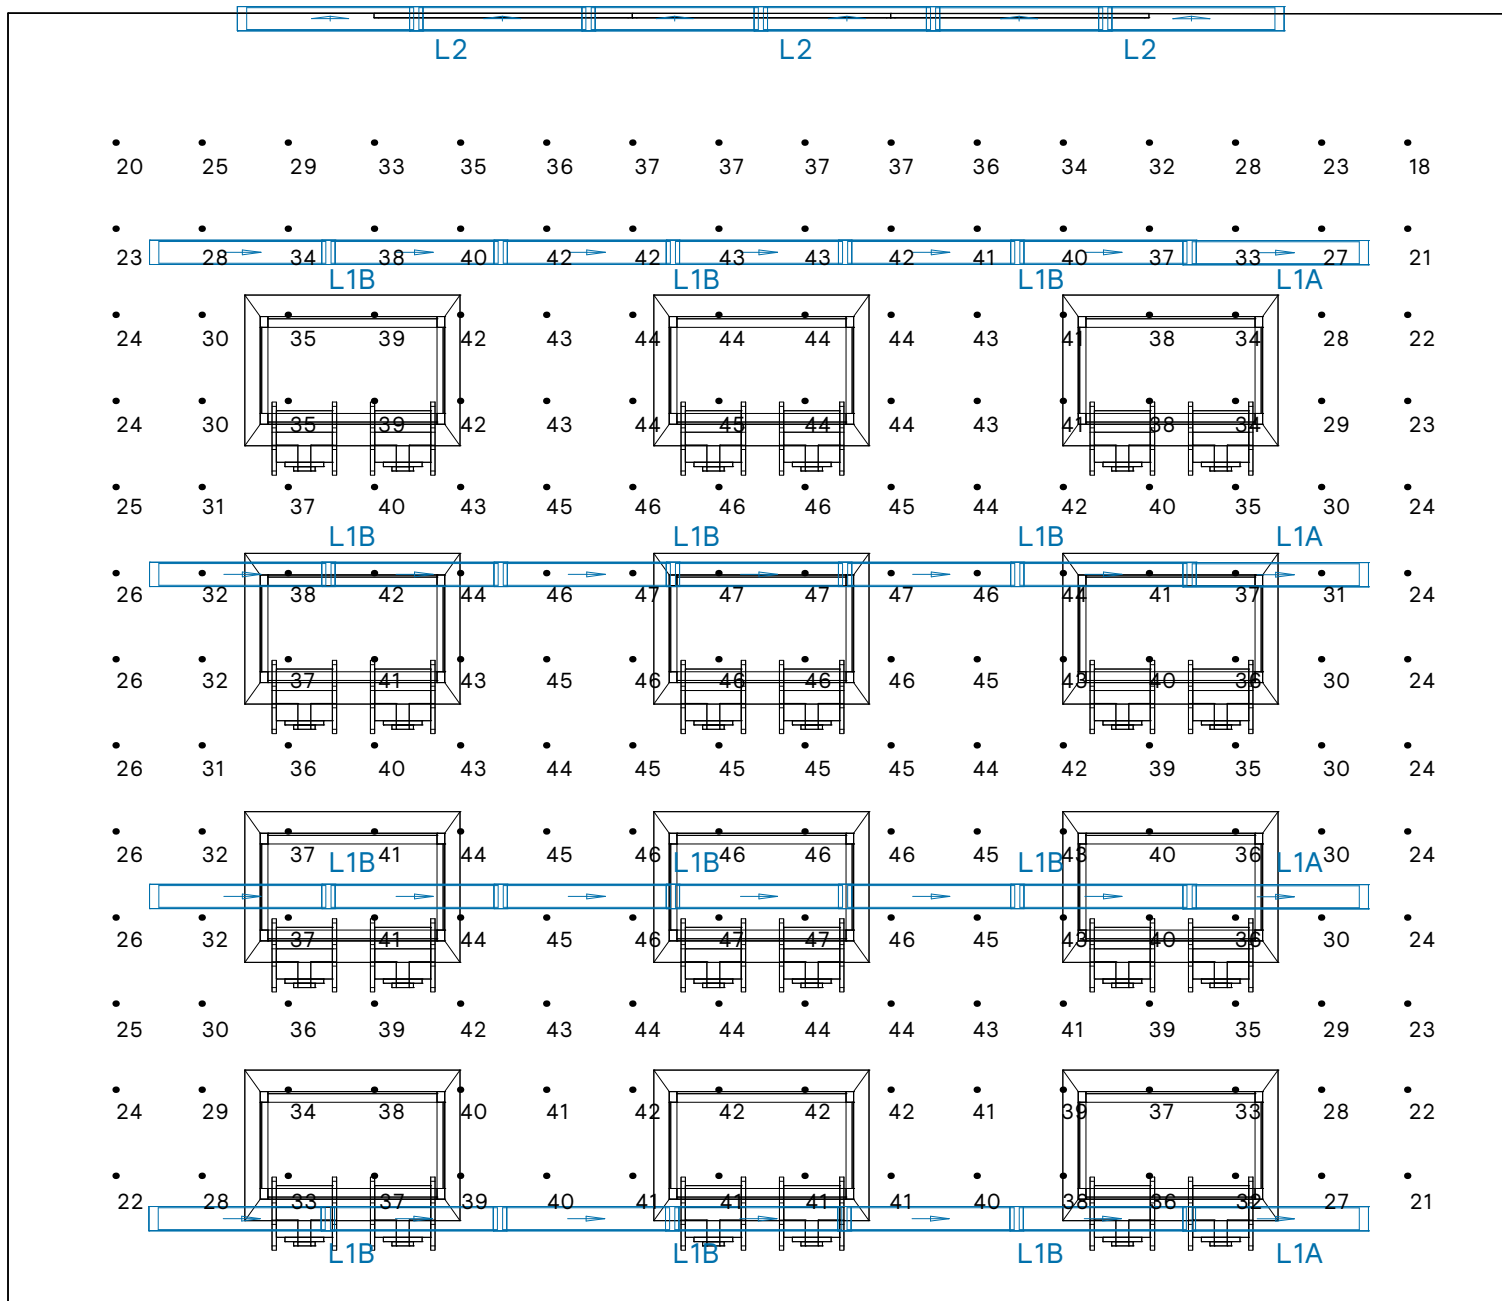 L2 L2 L2
20 25 29 33 35 36 37 37 37 37 36 34 32 28 23 18
23 28 34 38 40 42 42 43 43 42 41 40 37 33 27 21
L1B L1B L1B L1A
24 30 35 39 42 43 44 44 44 44 43 41 38 34 28 22
24 30 35 39 42 43 44 45 44 44 43 41 38 34 29 23
25 31 37 40 43 45 46 46 46 45 44 42 40 35 30 24
L1B L1B L1B L1A
26 32 38 42 44 46 47 47 47 47 46 44 41 37 31 24
26 32 37 41 43 45 46 46 46 46 45 43 40 36 30 24
26 31 36 40 43 44 45 45 45 45 44 42 39 35 30 24
26 32 37 41 44 45 46 46 46 46 45 43 40 36 30 24
L1B L1B L1B L1A
26 32 37 41 44 45 46 47 47 46 45 43 40 36 30 24
25 30 36 39 42 43 44 44 44 44 43 41 39 35 29 23
24 29 34 38 40 41 42 42 42 42 41 39 37 33 28 22
22 28 33 37 39 40 41 41 41 41 40 38 36 32 27 21
L1B L1B L1B L1A